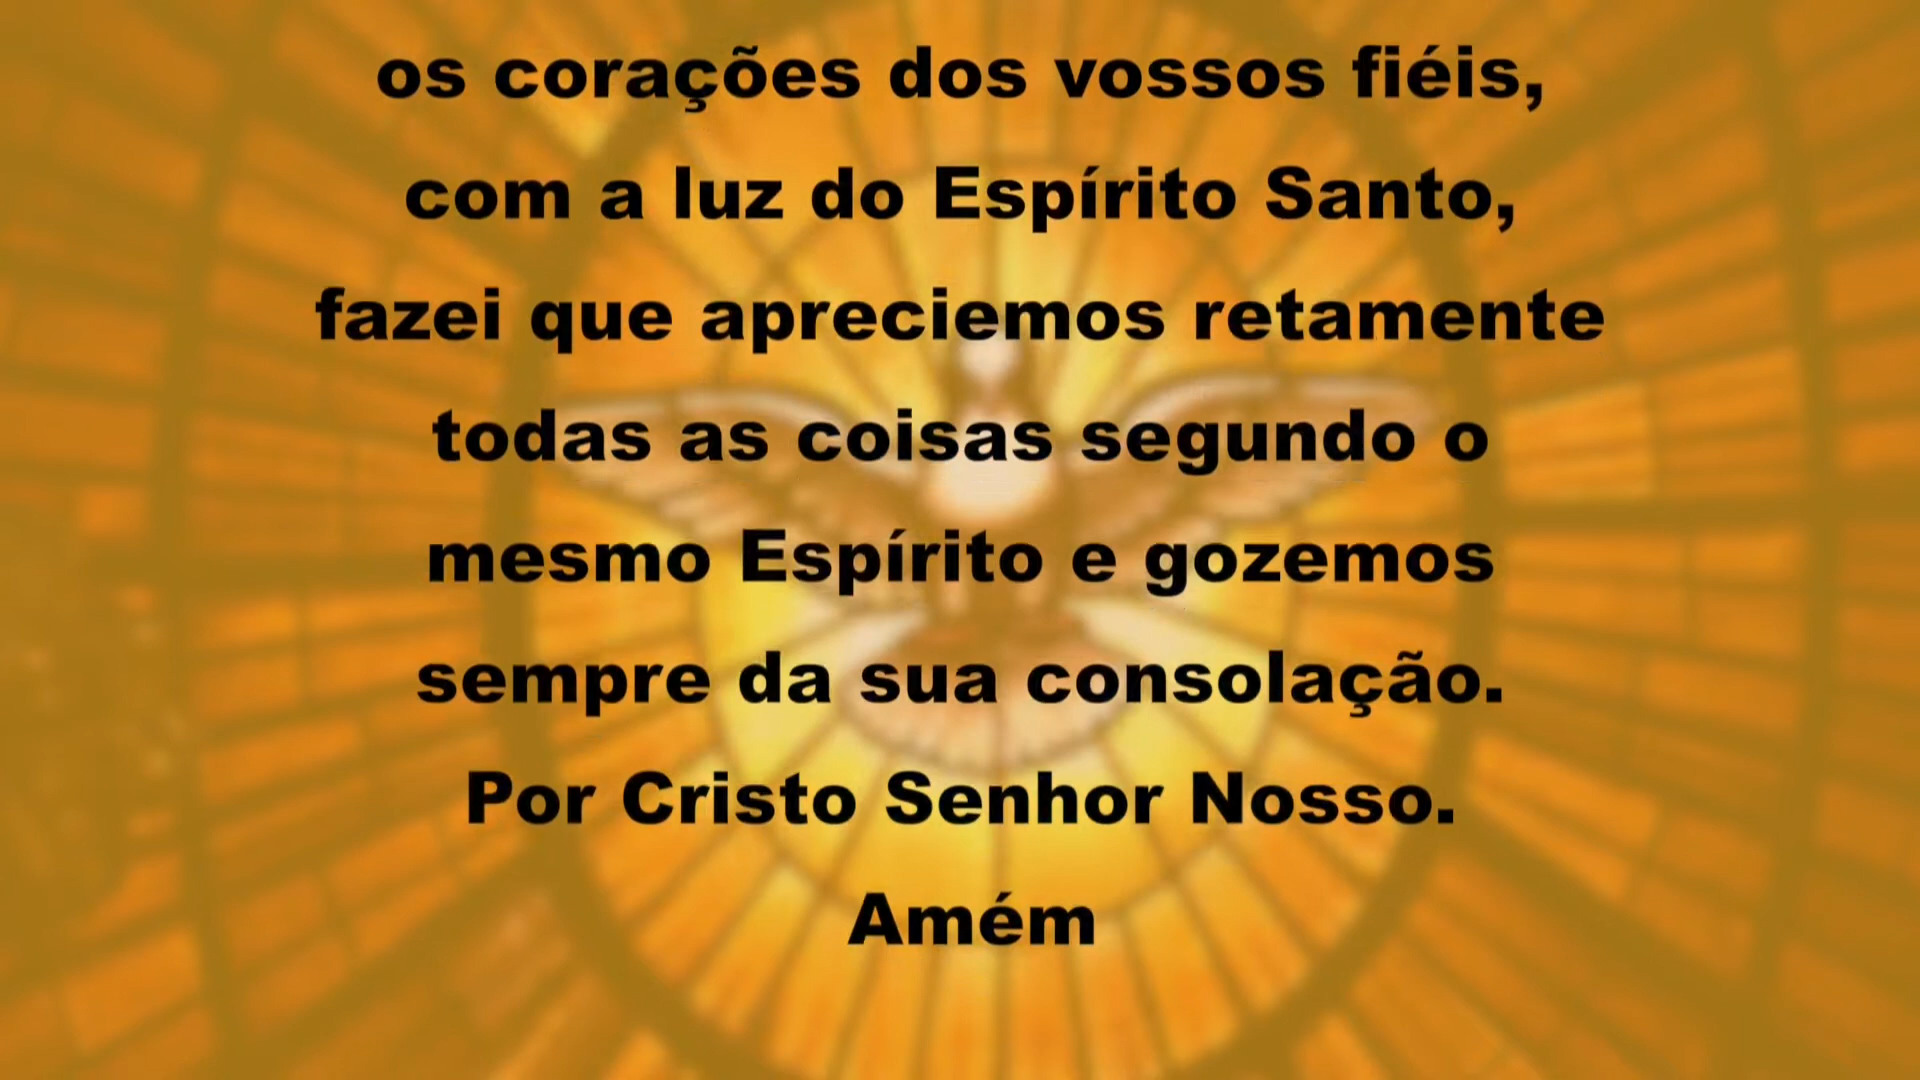 os corações dos vossos fiéis,
com a luz do Espírito Santo,
fazei que apreciemos retamente
todas as coisas segundo o
mesmo Espírito e gozemos
sempre da sua consolação.
Por Cristo Senhor Nosso.
Amém